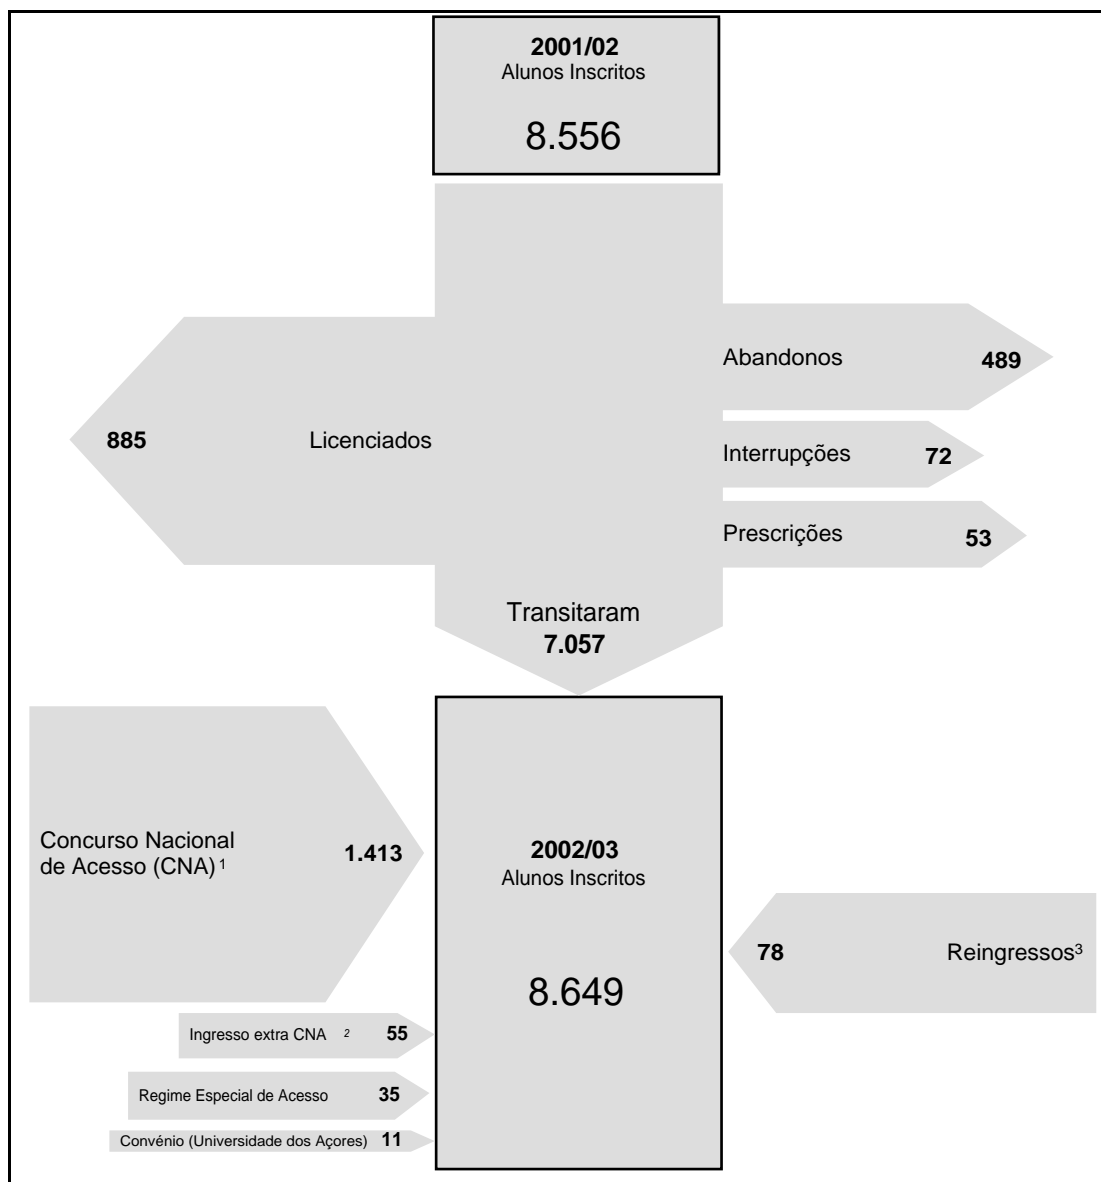 2001/02
Alunos Inscritos
8.556
Abandonos 489
885 Licenciados
Interrupções 72
Prescrições 53
Transitaram
7.057
Concurso Nacional
de Acesso (CNA) 1 1.413
2002/03
Alunos Inscritos
8.649
78 Reingressos3
Ingresso extra CNA 2 55
Regime Especial de Acesso 35
Convénio (Universidade dos Açores) 11